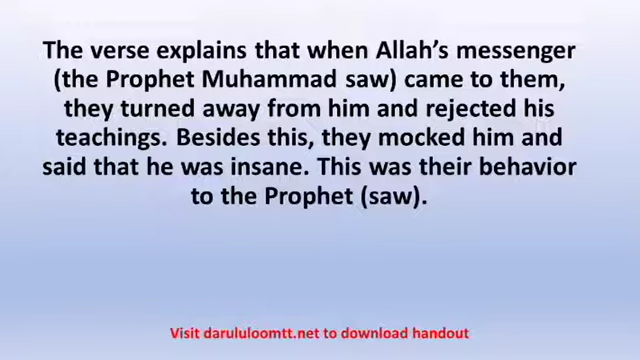 The verse explains that when Allah’s messenger
(the Prophet Muhammad saw) came to them,
they turned away from him and rejected his
teachings. Besides this, they mocked him and
said that he was insane. This was their behavior
to the Prophet (saw).
Visit darululoomtt.net to download handout